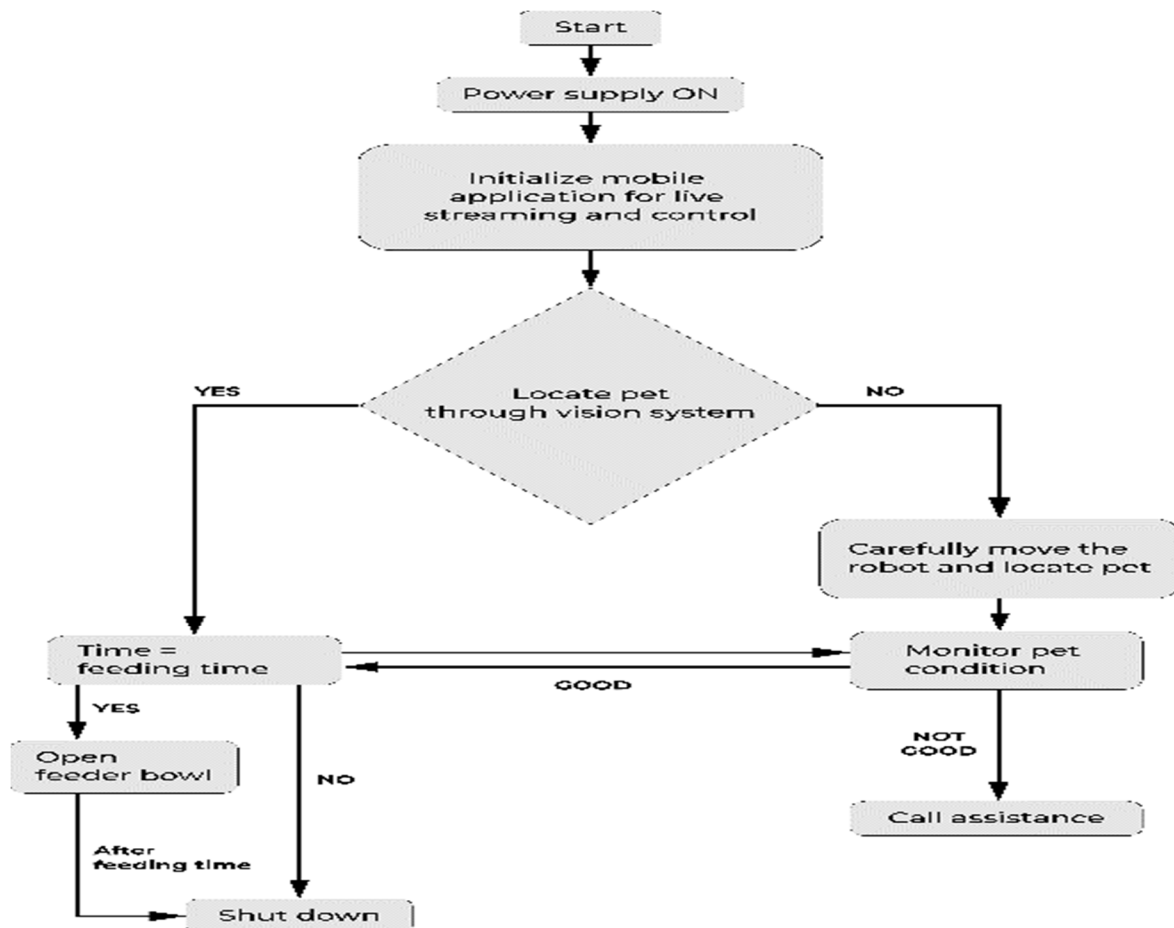 Start
Power supply ON
Initialize mobile
application for live
streaming and control
Locate pet
through vision system
YES
NO
Carefully move the
robot and locate pet
Time =
feeding time
Monitor pet
condition
GOOD
YES
NO
NOT
GOOD
Open
feeder bowl
Call assistance
After
feeding time
Shut down